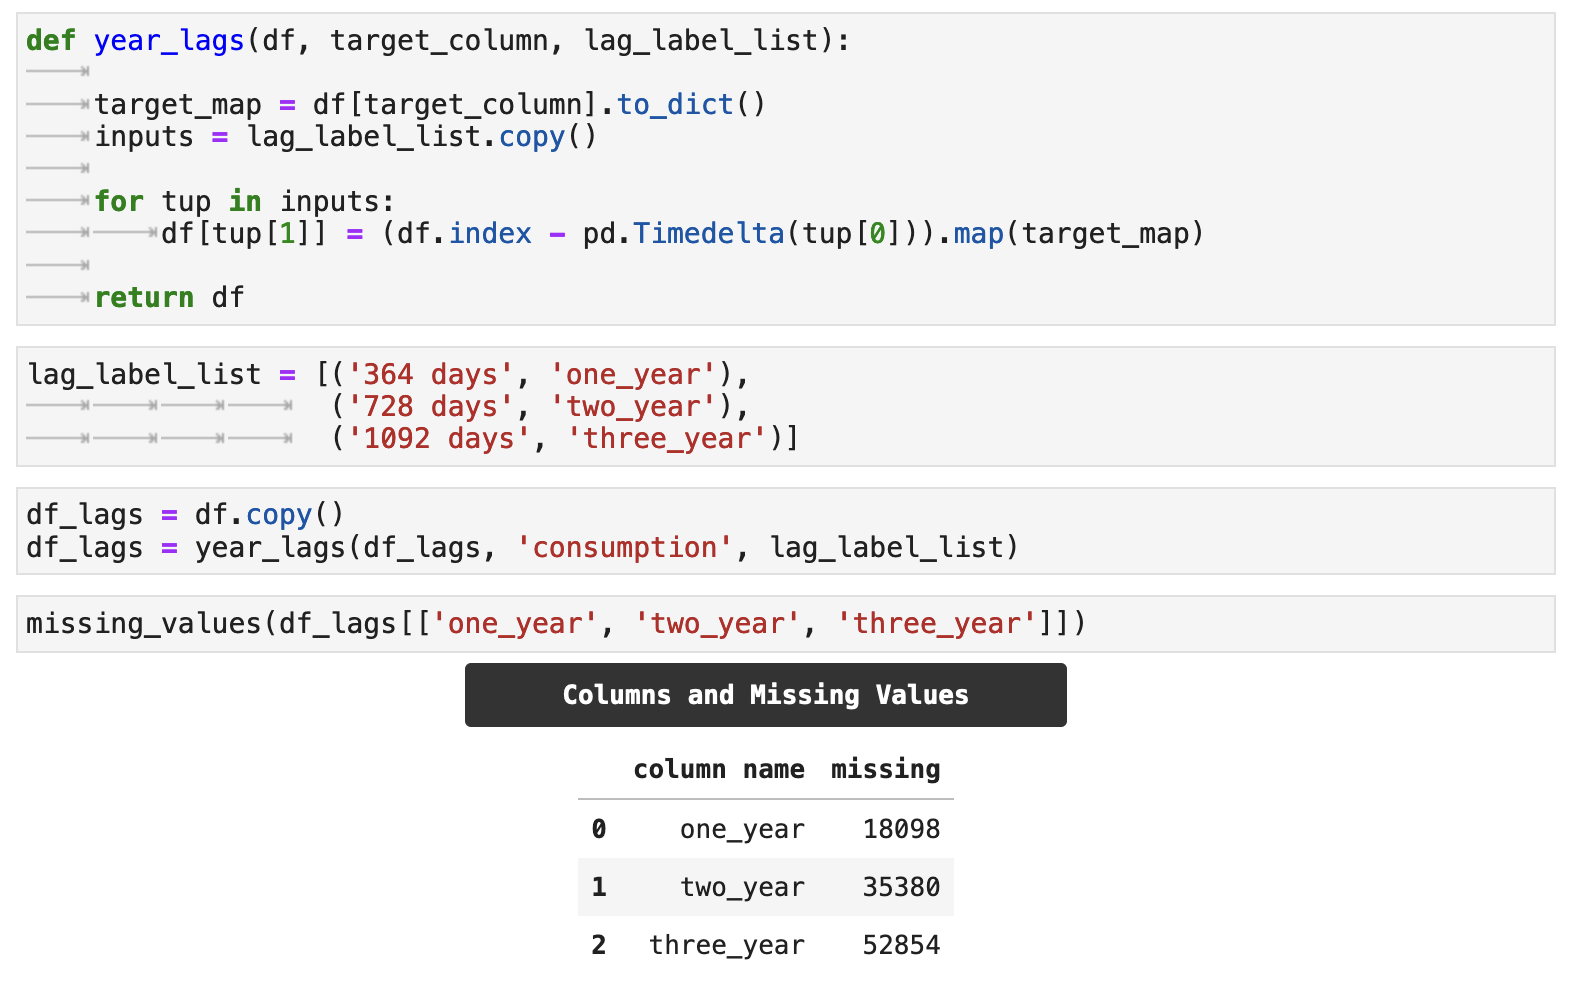 def year_lags(df, target_column, lag_label_list):
target_map = df[target_column].to_dict()
inputs = lag_label_list.copy()
for tup in inputs:
df[tup[1]] = (df.index - pd.Timedelta(tup[0])).map(target_map)
return df
lag_label_list = [('364 days', 'one_year'),
('728 days', 'two_year'),
('1092 days', 'three_year')]
df_lags = df.copy()
df_lags = year_lags(df_lags, 'consumption', lag_label_list)
missing_values(df_lags[['one_year', 'two_year', 'three_year']])
Columns and Missing Values
column name missing
0 one_year 18098
1 two_year 35380
2 three_year 52854